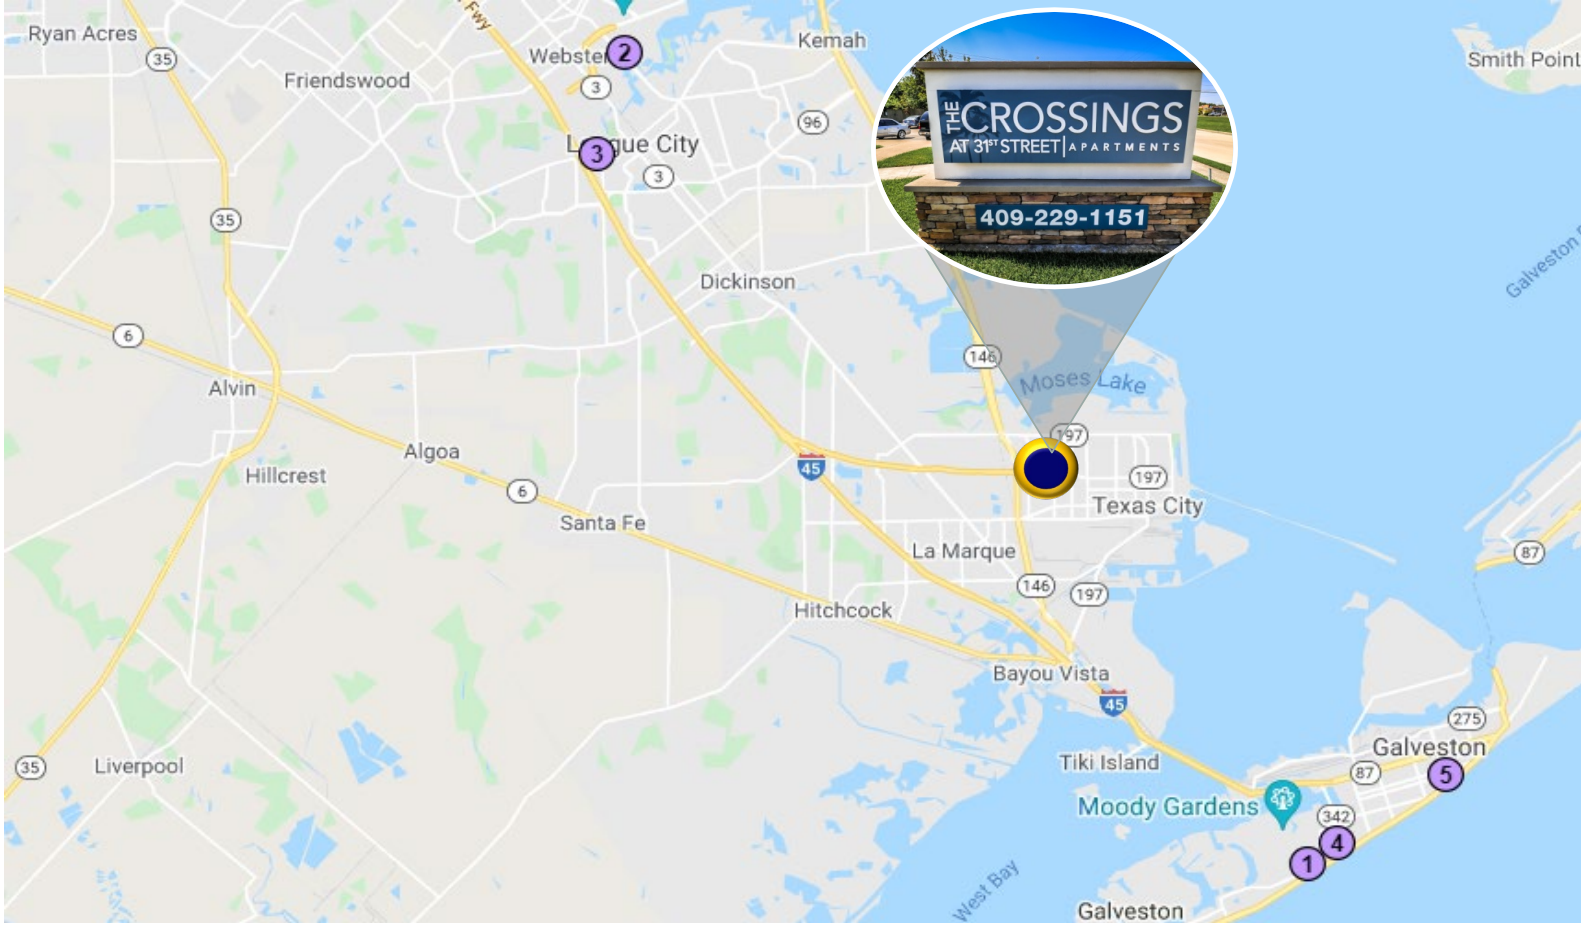 Fwy
Ryan Acres
35
Webster
2
Kemah
Smith Point
Friendswood
3
96
THE
CROSSINGS
AT 31ST STREET | APARTMENTS
409-229-1151
3
League City
3
35
Galveston
Dickinson
6
146
Moses Lake
Alvin
197
Algoa
45
Hillcrest
197
6
Texas City
Santa Fe
La Marque
87
146
197
Hitchcock
Bayou Vista
45
275
Galveston
Tiki Island
35
Liverpool
87
5
Moody Gardens
342
4
1
West Bay
Galveston